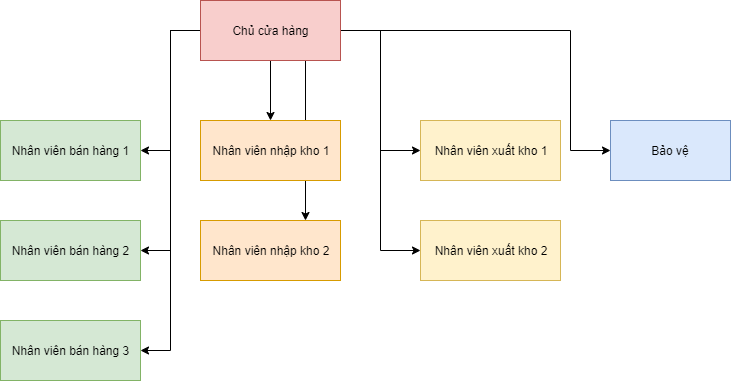 Chủ cửa hàng
Nhân viên bán hàng 1
Nhân viên nhập kho 1
Nhân viên xuất kho 1
Bảo vệ
Nhân viên bán hàng 2
Nhân viên nhập kho 2
Nhân viên xuất kho 2
Nhân viên bán hàng 3